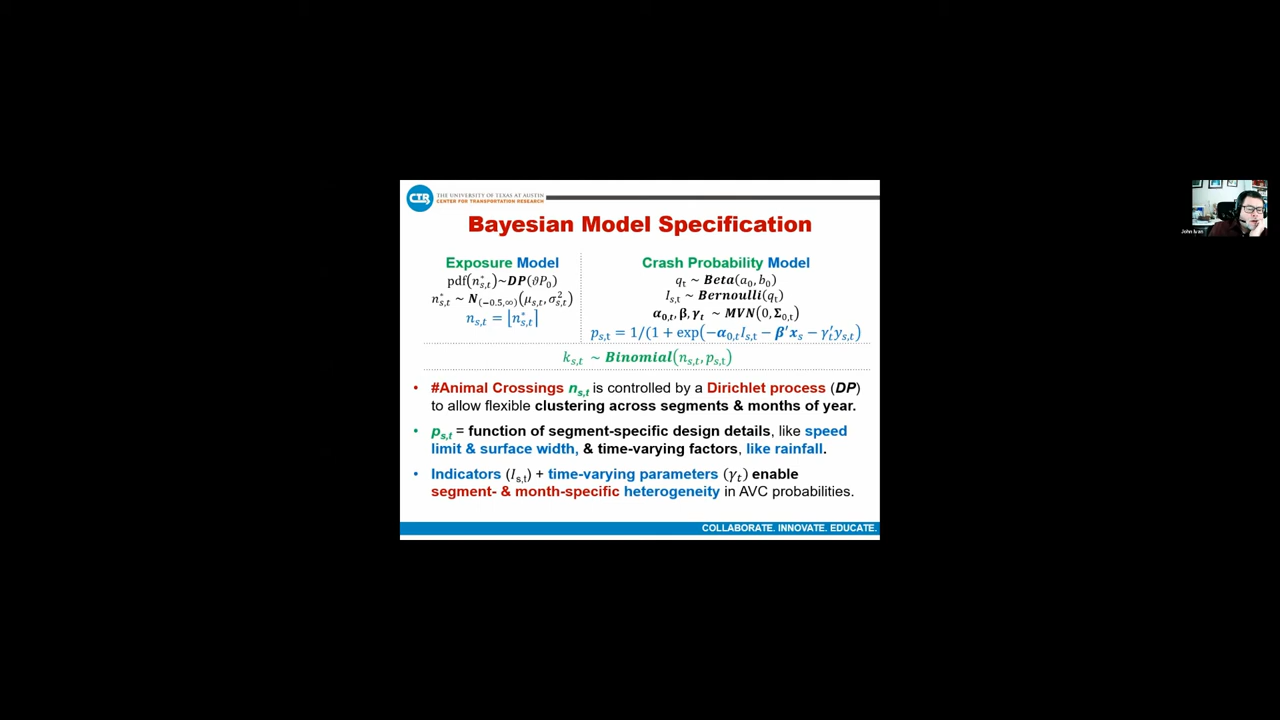 CTR
THE UNIVERSITY OF TEXAS AT AUSTIN
CENTER FOR TRANSPORTATION RESEARCH
Bayesian Model Specification
Exposure Model
pdf(n*s,t)~DP(ϑP0)
n*s,t ~ N(−0.5,∞)(μs,t, σ²s,t)
ns,t = ⌊n*s,t⌉
Crash Probability Model
qt ~ Beta(a0, b0)
Is,t ~ Bernoulli(qt)
α0,t, β, γt ~ MVN(0, Σ0,t)
ps,t = 1/(1 + exp(−α0,tIs,t − β′xs − γ′tys,t)
ks,t ~ Binomial(ns,t, ps,t)
• #Animal Crossings ns,t is controlled by a Dirichlet process (DP)
to allow flexible clustering across segments & months of year.
• ps,t = function of segment-specific design details, like speed
limit & surface width, & time-varying factors, like rainfall.
• Indicators (Is,t) + time-varying parameters (γt) enable
segment- & month-specific heterogeneity in AVC probabilities.
COLLABORATE. INNOVATE. EDUCATE.
John Ivan